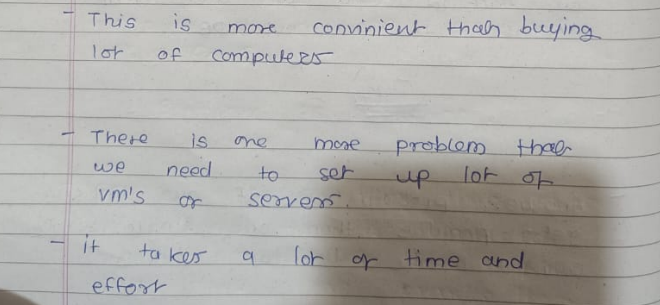 - This is more convinient than buying
lot of computers
- There is one more problem that
we need to set up lot of
VM's or servers.
- it takes a lot of time and
effort